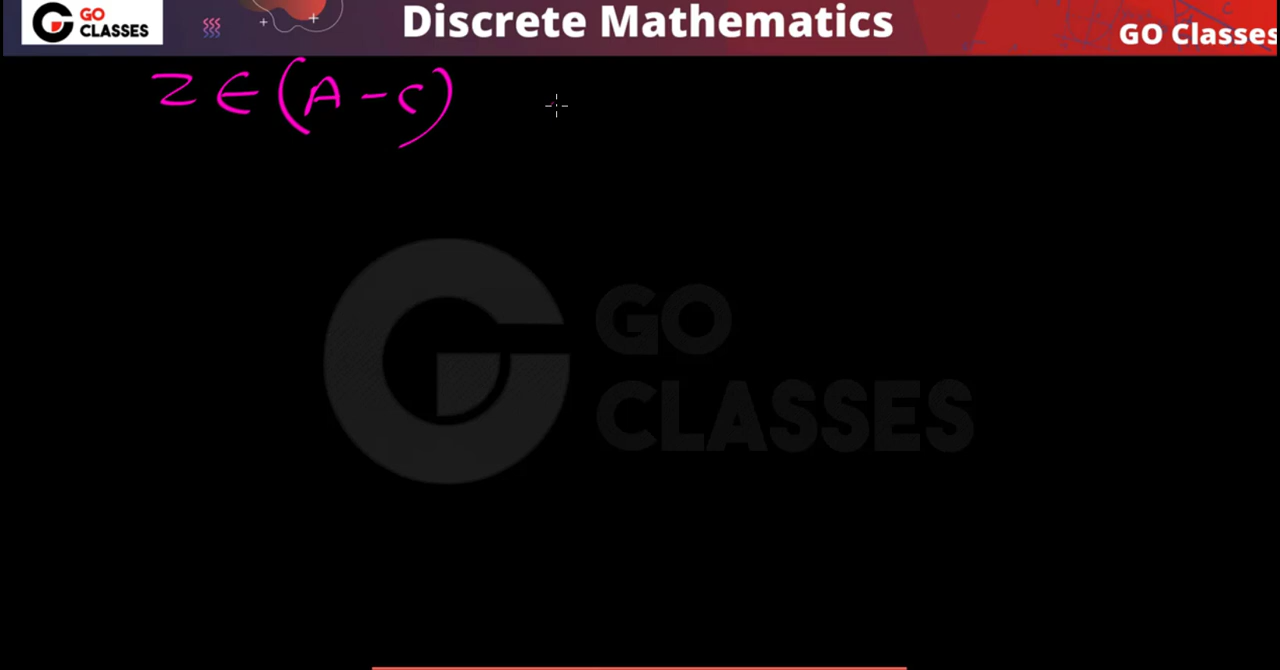 GO
CLASSES
Discrete Mathematics
GO Classes
Z ∈ (A - C)
GO
CLASSES